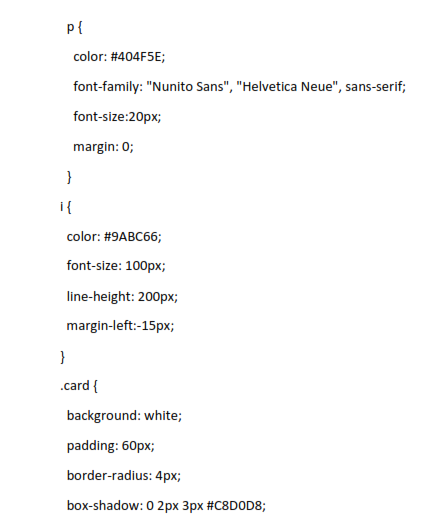 p {
color: #404F5E;
font-family: "Nunito Sans", "Helvetica Neue", sans-serif;
font-size:20px;
margin: 0;
}
i {
color: #9ABC66;
font-size: 100px;
line-height: 200px;
margin-left:-15px;
}
.card {
background: white;
padding: 60px;
border-radius: 4px;
box-shadow: 0 2px 3px #C8D0D8;